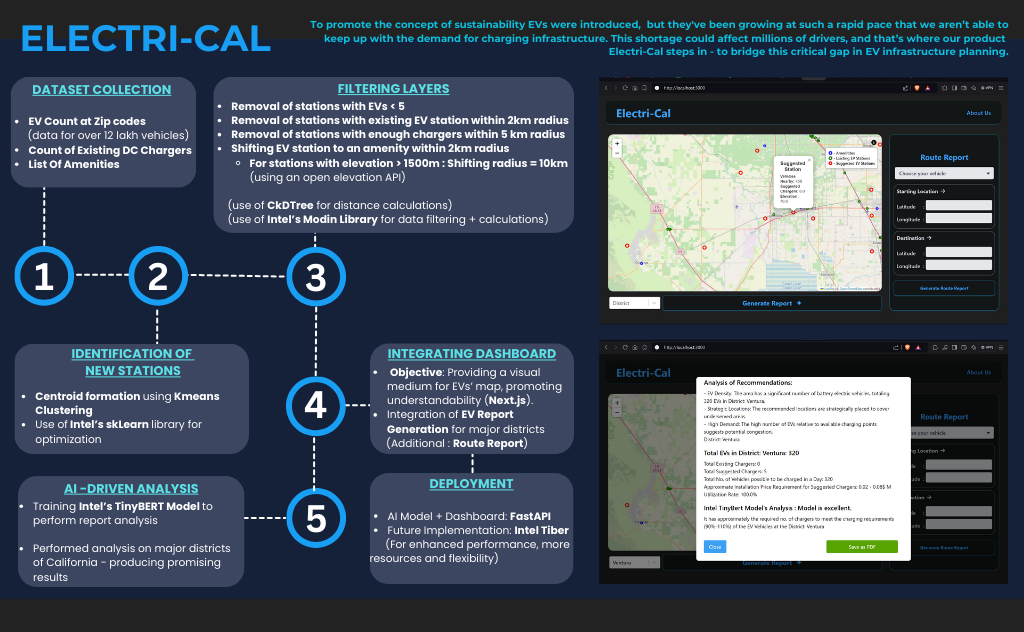 ELECTRI-CAL
To promote the concept of sustainability EVs were introduced, but they've been growing at such a rapid pace that we aren't able to
keep up with the demand for charging infrastructure. This shortage could affect millions of drivers, and that's where our product
Electri-Cal steps in - to bridge this critical gap in EV infrastructure planning.
DATASET COLLECTION
• EV Count at Zip codes
(data for over 12 lakh vehicles)
• Count of Existing DC Chargers
• List Of Amenities
FILTERING LAYERS
• Removal of stations with EVs < 5
• Removal of stations with existing EV station within 2km radius
• Removal of stations with enough chargers within 5 km radius
• Shifting EV station to an amenity within 2km radius
○ For stations with elevation > 1500m : Shifting radius = 10km
(using an open elevation API)
(use of CkDTree for distance calculations)
(use of Intel's Modin Library for data filtering + calculations)
1
2
3
IDENTIFICATION OF
NEW STATIONS
• Centroid formation using Kmeans
Clustering
• Use of Intel's skLearn library for
optimization
4
INTEGRATING DASHBOARD
• Objective: Providing a visual
medium for EVs' map, promoting
understandability (Next.js).
• Integration of EV Report
Generation for major districts
(Additional : Route Report)
AI -DRIVEN ANALYSIS
• Training Intel's TinyBERT Model to
perform report analysis
• Performed analysis on major districts
of California - producing promising
results
5
DEPLOYMENT
• AI Model + Dashboard: FastAPI
• Future Implementation: Intel Tiber
(For enhanced performance, more
resources and flexibility)
http://localhost:3000
Electri-Cal
About Us
+
−
Suggested
Station
Vehicles
Nearby:
Suggested
Chargers:
Elevation :
- Amenities
- Existing EV Stations
- Suggested EV Stations
Route Report
Choose your vehicle
Starting Location →
Latitude :
Longitude :
Destination →
Latitude :
Longitude :
Generate Route Report
District
Generate Report
http://localhost:3000
Electri-Cal
About Us
Analysis of Recommendations:
- EV Density: The area has a significant number of battery electric vehicles, totaling
320 EVs in District: Ventura.
- Strategic Locations: The recommended locations are strategically placed to cover
underserved areas.
- High Demand: The high number of EVs relative to available charging points
suggests potential congestion.
District: Ventura
Total EVs in District: Ventura: 320
Total Existing Chargers: 0
Total Suggested Chargers: 5
Total No. of Vehicles possible to be charged in a Day: 320
Approximate Installation Price Requirement for Suggested Chargers: 0.02 - 0.08$ M
Utilization Rate: 100.0%
Intel TinyBert Model's Analysis : Model is excellent.
It has approximately the required no. of chargers to meet the charging requirements
(90%-110%) of the EV Vehicles at the District: Ventura
Close
Save as PDF
Route Report
your vehicle
Location →
Generate Route Report
Ventura
Generate Report